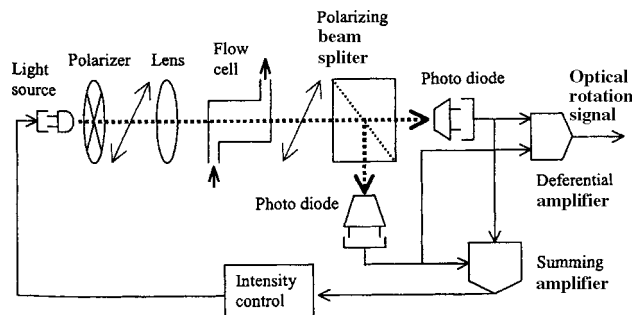 Light
source
Polarizer
Lens
Flow
cell
Polarizing
beam
spliter
Photo diode
Optical
rotation
signal
Photo diode
Deferential
amplifier
Intensity
control
Summing
amplifier